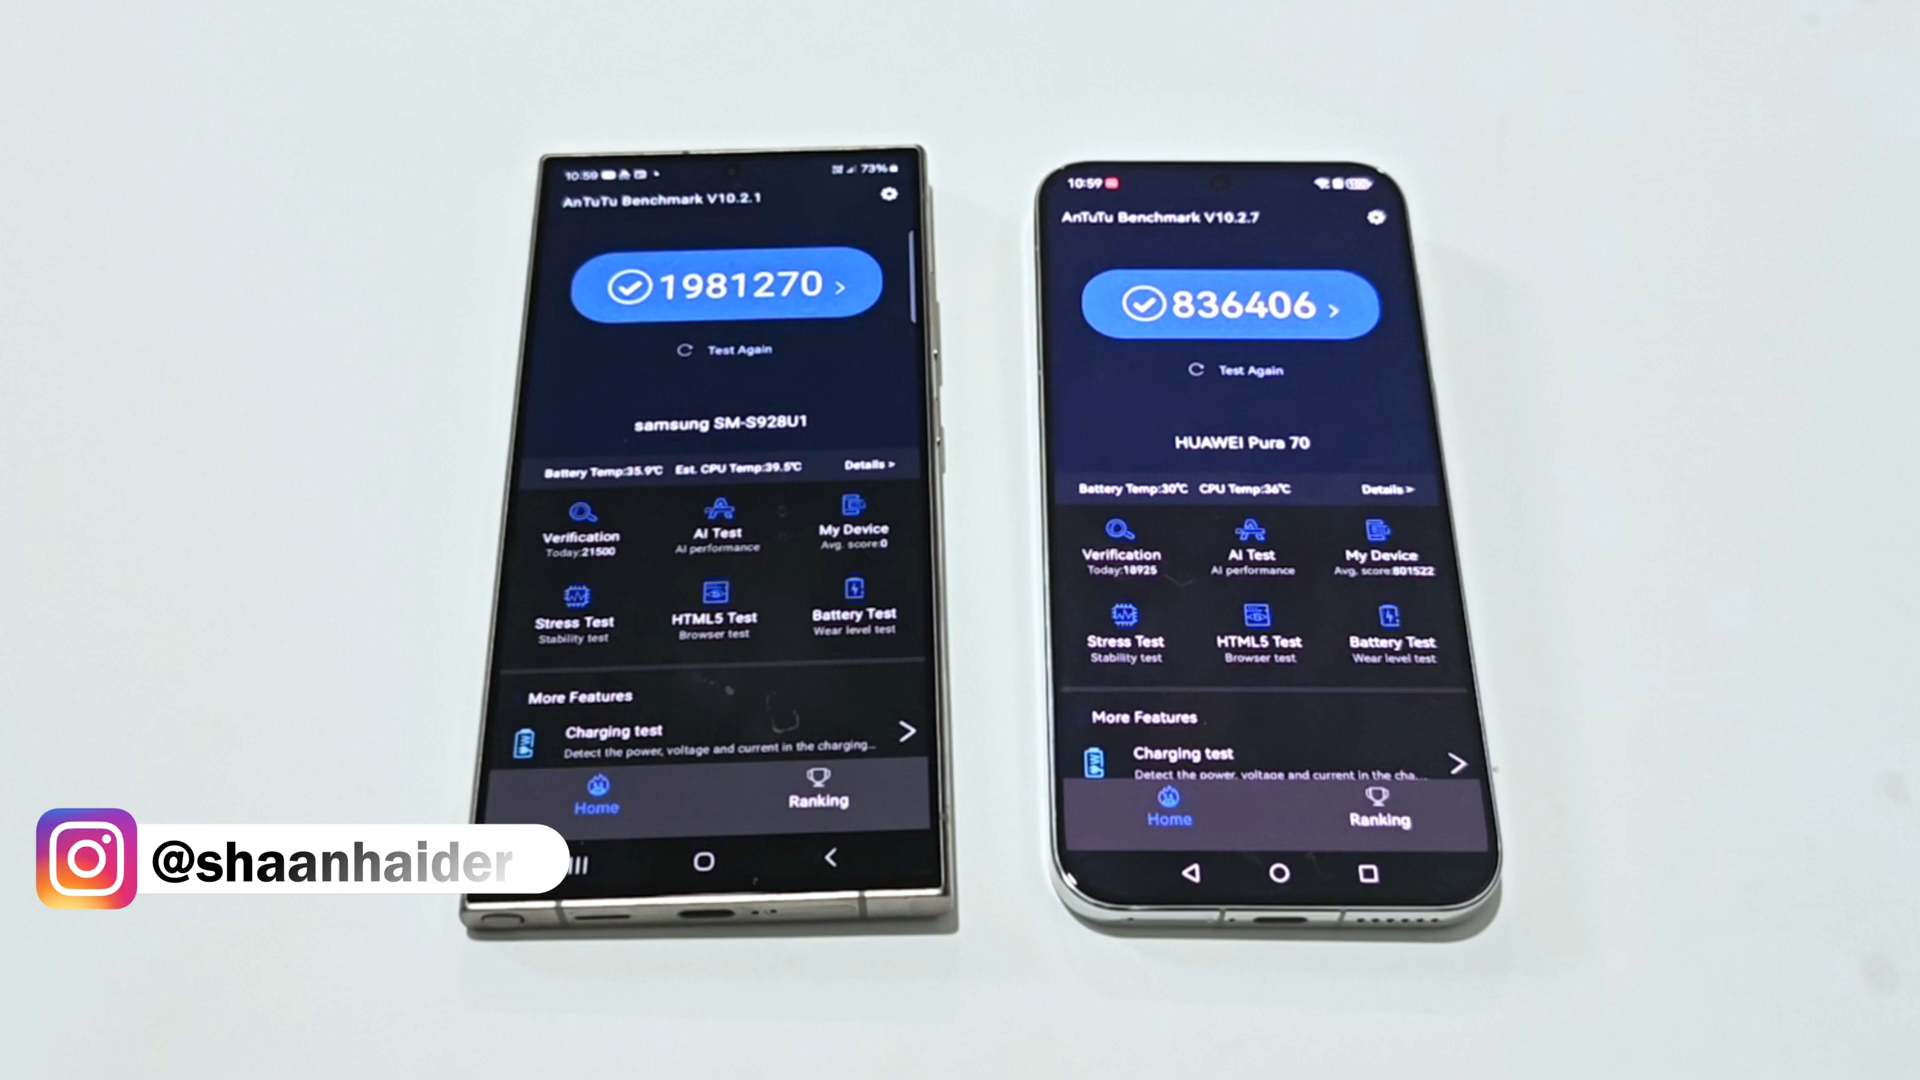 10:59
73%
AnTuTu Benchmark V10.2.1
1981270 >
Test Again
samsung SM-S928U1
Battery Temp:35.9℃ Est. CPU Temp:39.5℃ Details >
Verification
Today:21500
AI Test
AI performance
My Device
Avg. score:0
Stress Test
Stability test
HTML5 Test
Browser test
Battery Test
Wear level test
More Features
Charging test
Detect the power, voltage and current in the charging...
Home
Ranking
10:59
AnTuTu Benchmark V10.2.7
836406 >
Test Again
HUAWEI Pura 70
Battery Temp:30℃ CPU Temp:36℃ Details >
Verification
Today:18925
AI Test
AI performance
My Device
Avg. score:801522
Stress Test
Stability test
HTML5 Test
Browser test
Battery Test
Wear level test
More Features
Charging test
Detect the power, voltage and current in the cha...
Home
Ranking
@shaanhaider